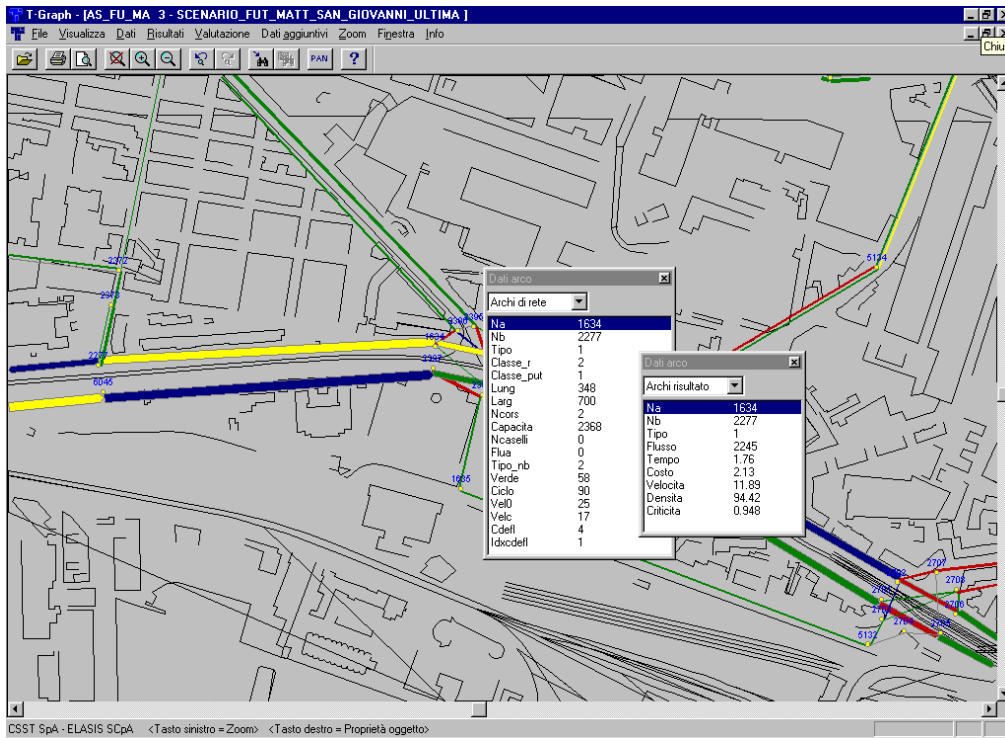 T-Graph - [AS_FU_MA 3 - SCENARIO_FUT_MATT_SAN_GIOVANNI_ULTIMA ]
File Visualizza Dati Risultati Valutazione Dati aggiuntivi Zoom Finestra Info
Chiu
PAN ?
5134
2372
2373
1634
6046
1635
Dati arco
Archi di rete
Na 1634
Nb 2277
Tipo 1
Classe_r 2
Classe_put 1
Lung 348
Larg 700
Ncors 2
Capacita 2368
Ncaselli 0
Flua 0
Tipo_nb 2
Verde 58
Ciclo 90
Vel0 25
Velc 17
Cdefl 4
Idxcdefl 1
Dati arco
Archi risultato
Na 1634
Nb 2277
Tipo 1
Flusso 2245
Tempo 1.76
Costo 2.13
Velocita 11.89
Densita 94.42
Criticita 0.948
2707
2708
2706
2705
5132
CSST SpA - ELASIS SCpA <Tasto sinistro = Zoom> <Tasto destro = Proprietà oggetto>